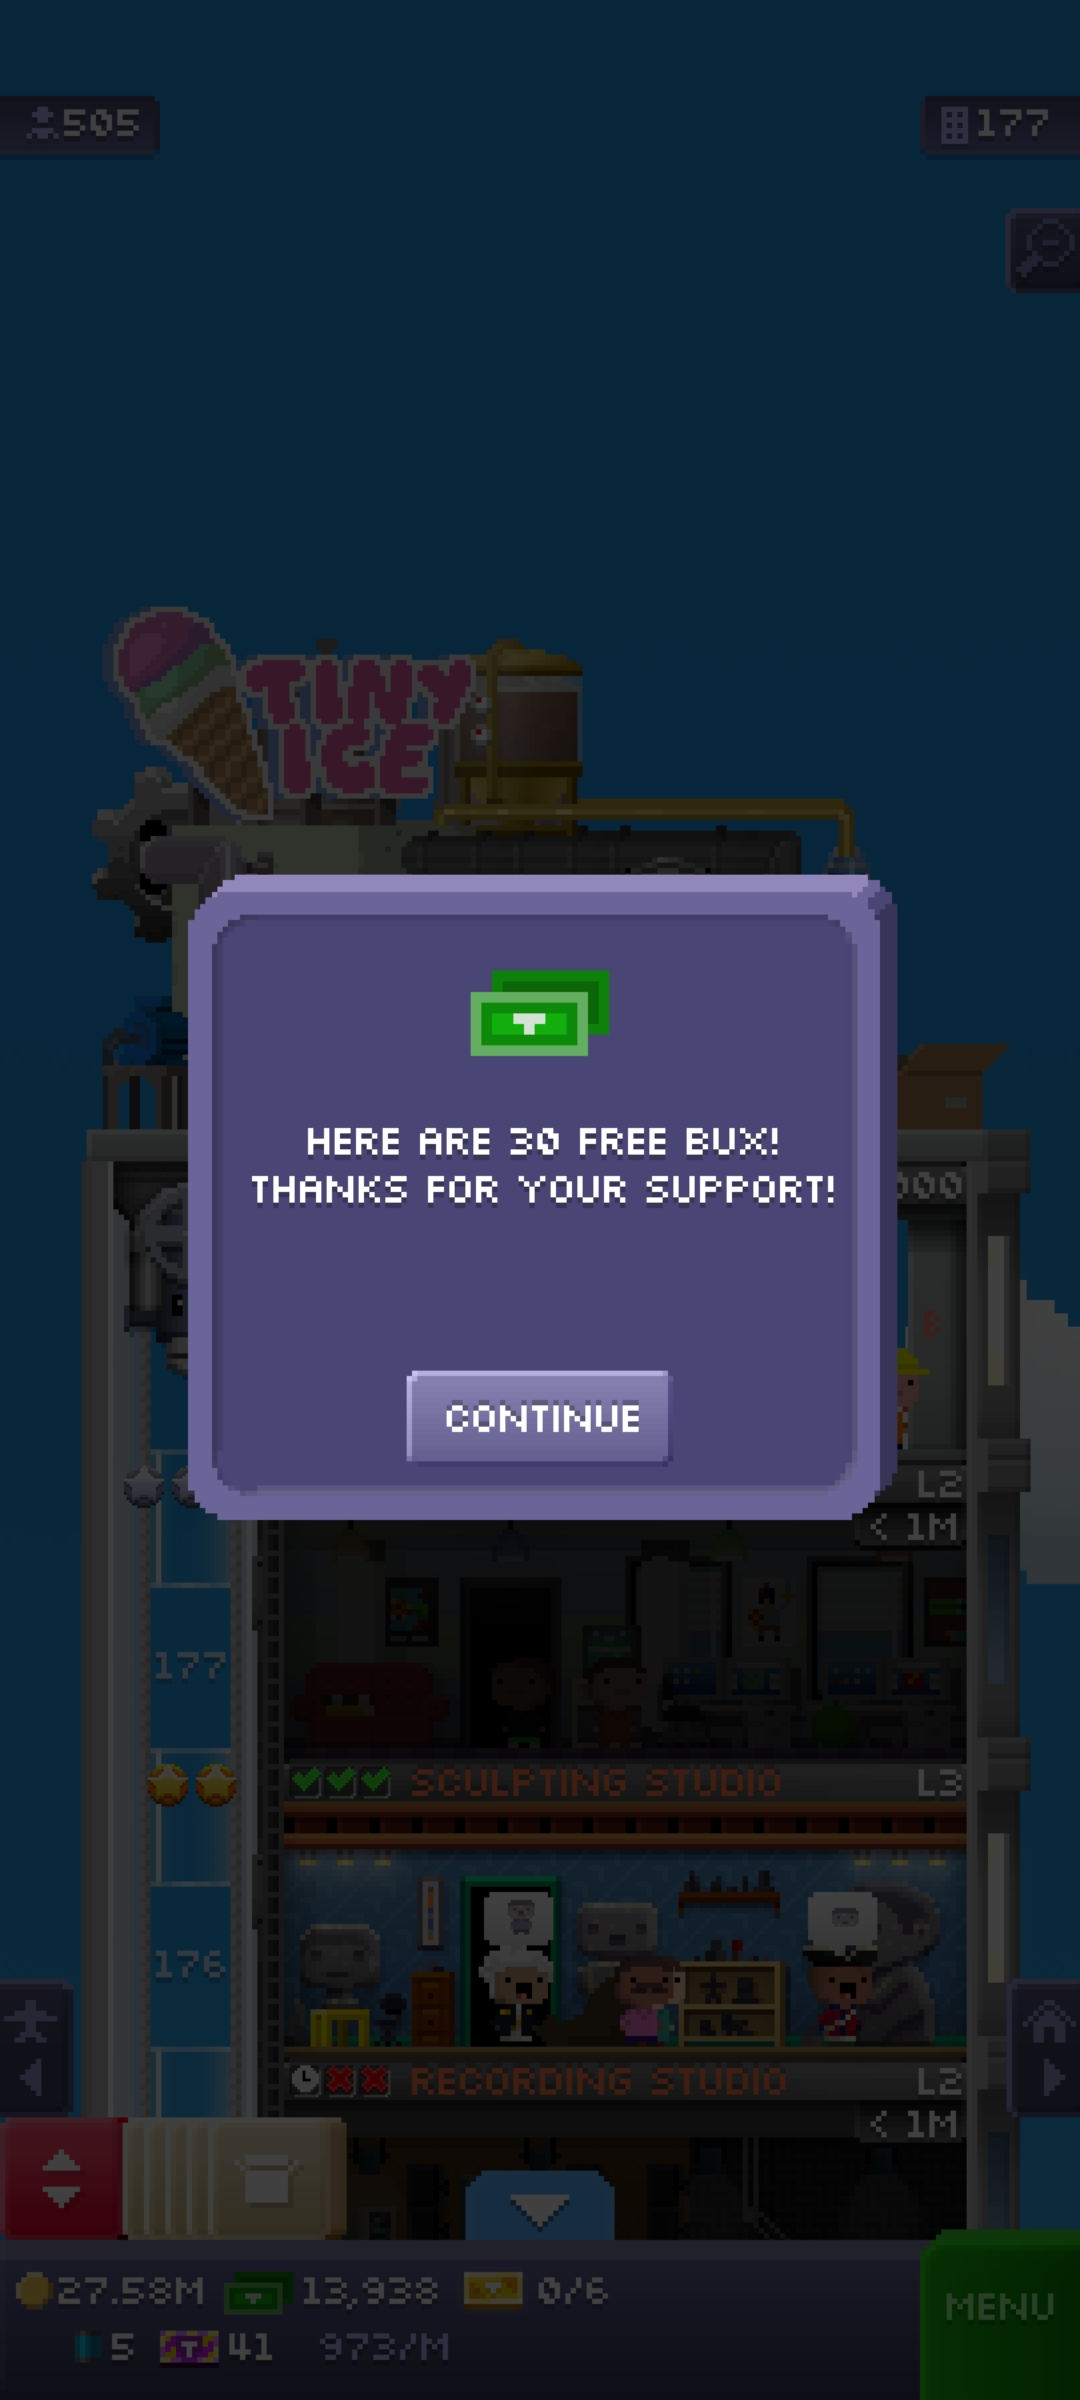 505
177
TINY
ICE
HERE ARE 30 FREE BUX!
THANKS FOR YOUR SUPPORT!
CONTINUE
L2
< 1M
177
SCULPTING STUDIO L3
176
RECORDING STUDIO L2
< 1M
27.58M 13,938 0/6
MENU
5 T 41 973/M